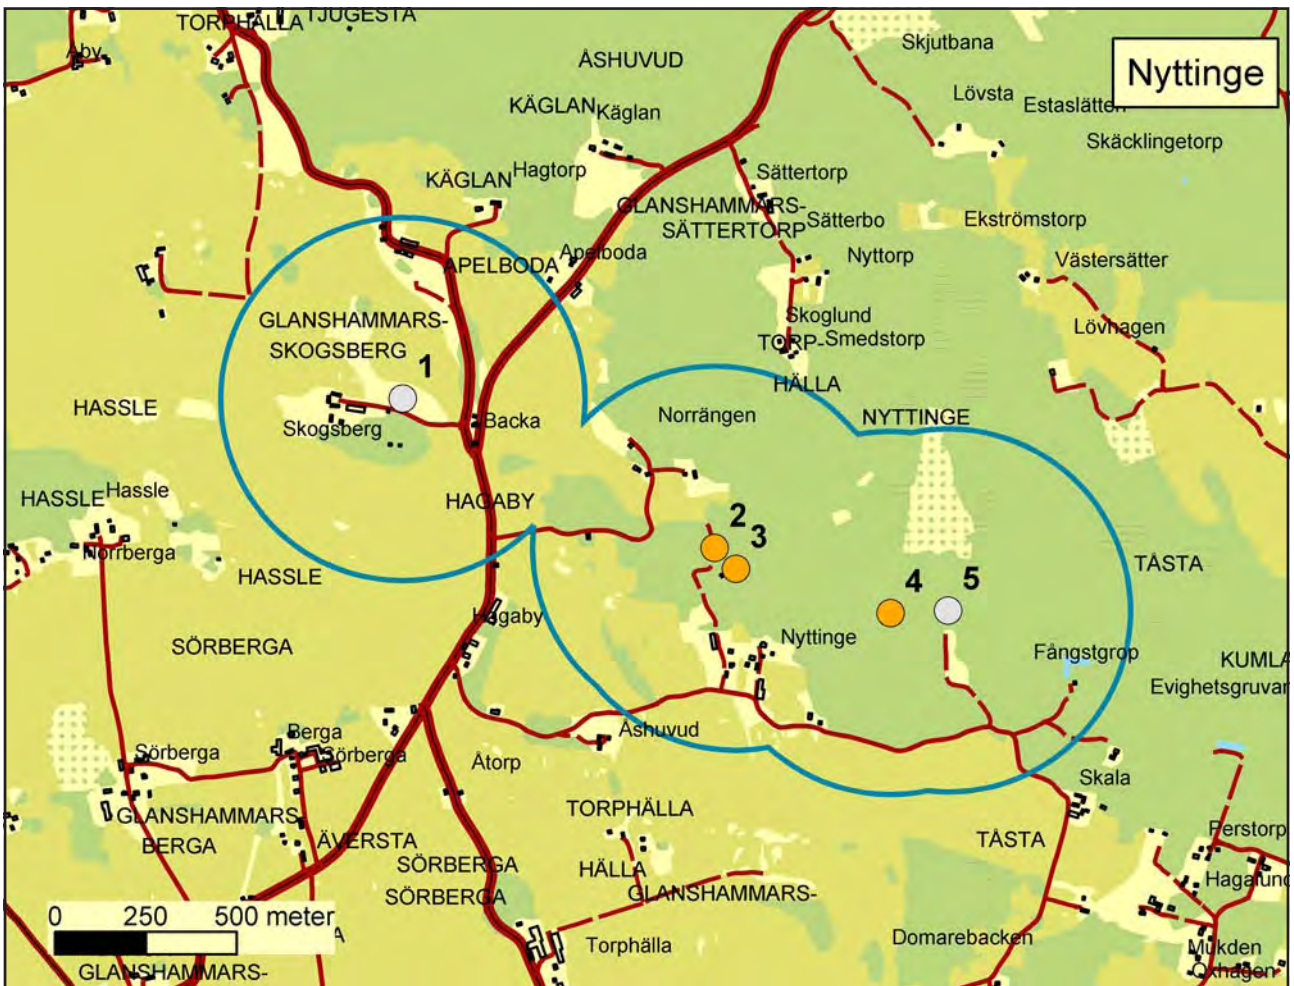 TORPHÄLLA
TJUGESTA
Åby
Skjutbana
ÅSHUVUD
Nyttinge
KÄGLAN
Käglan
Lövsta
Estaslätten
Skäcklingetorp
KÄGLAN
Hagtorp
Sättertorp
GLANSHAMMARS-
SÄTTERTORP
Sätterbo
Ekströmstorp
Apelboda
Nyttorp
Västersätter
APELBODA
GLANSHAMMARS-
SKOGSBERG
Skoglund
TORP-
Smedstorp
HÄLLA
Lövhagen
1
HASSLE
Skogsberg
Backa
Norrängen
NYTTINGE
HASSLE
Hassle
HAGABY
2
3
Norrberga
HASSLE
TÅSTA
4
5
Hagaby
Nyttinge
SÖRBERGA
Fångstgrop
KUMLA
Evighetsgruvan
Berga
Åshuvud
Sörberga
Sörberga
Åtorp
Skala
GLANSHAMMARS
BERGA
TORPHÄLLA
ÄVERSTA
SÖRBERGA
SÖRBERGA
HÄLLA
GLANSHAMMARS-
TÅSTA
Perstorp
Hagalund
0 250 500 meter
A
Torphälla
Domarebacken
Mukden
Oxhagen
GLANSHAMMARS-